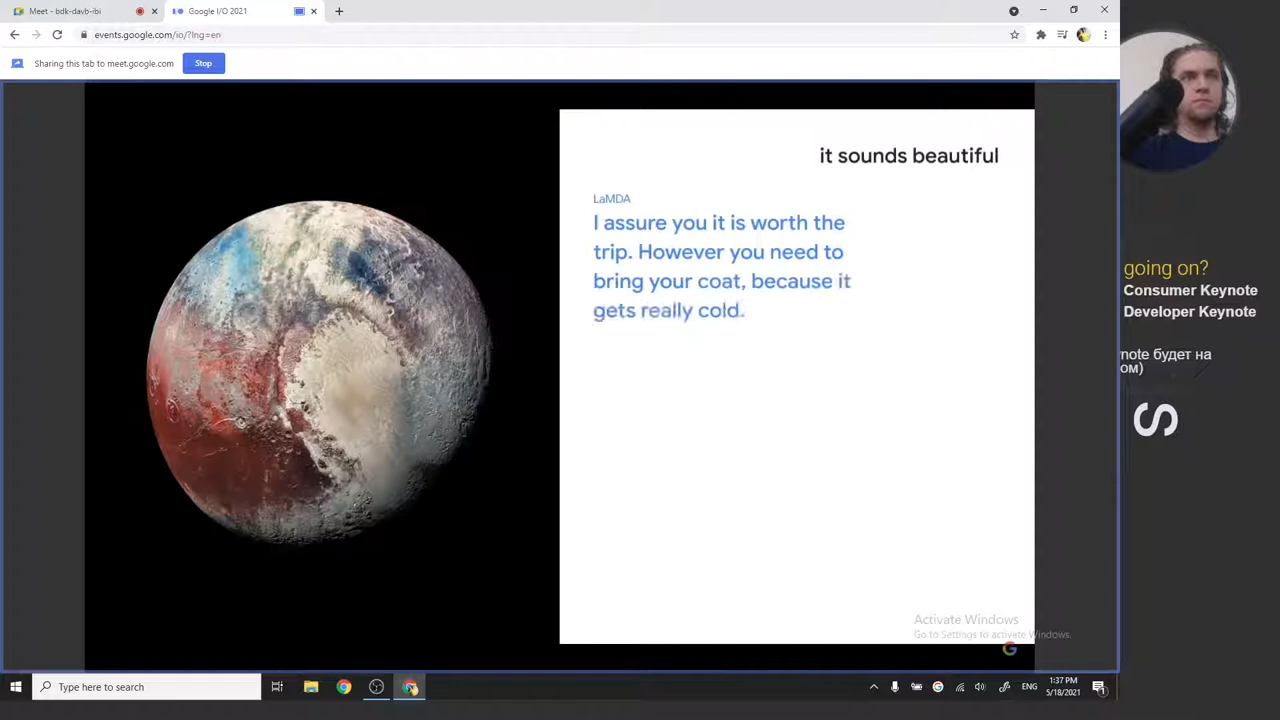 Meet - bdk-davb-ibi
Google I/O 2021
events.google.com/io/?lng=en
Sharing this tab to meet.google.com
Stop
it sounds beautiful
LaMDA
I assure you it is worth the
trip. However you need to
bring your coat, because it
gets really cold.
going on?
Consumer Keynote
Developer Keynote
note будет на
ом)
S
Activate Windows
Go to Settings to activate Windows.
Type here to search
ENG
1:37 PM
5/18/2021